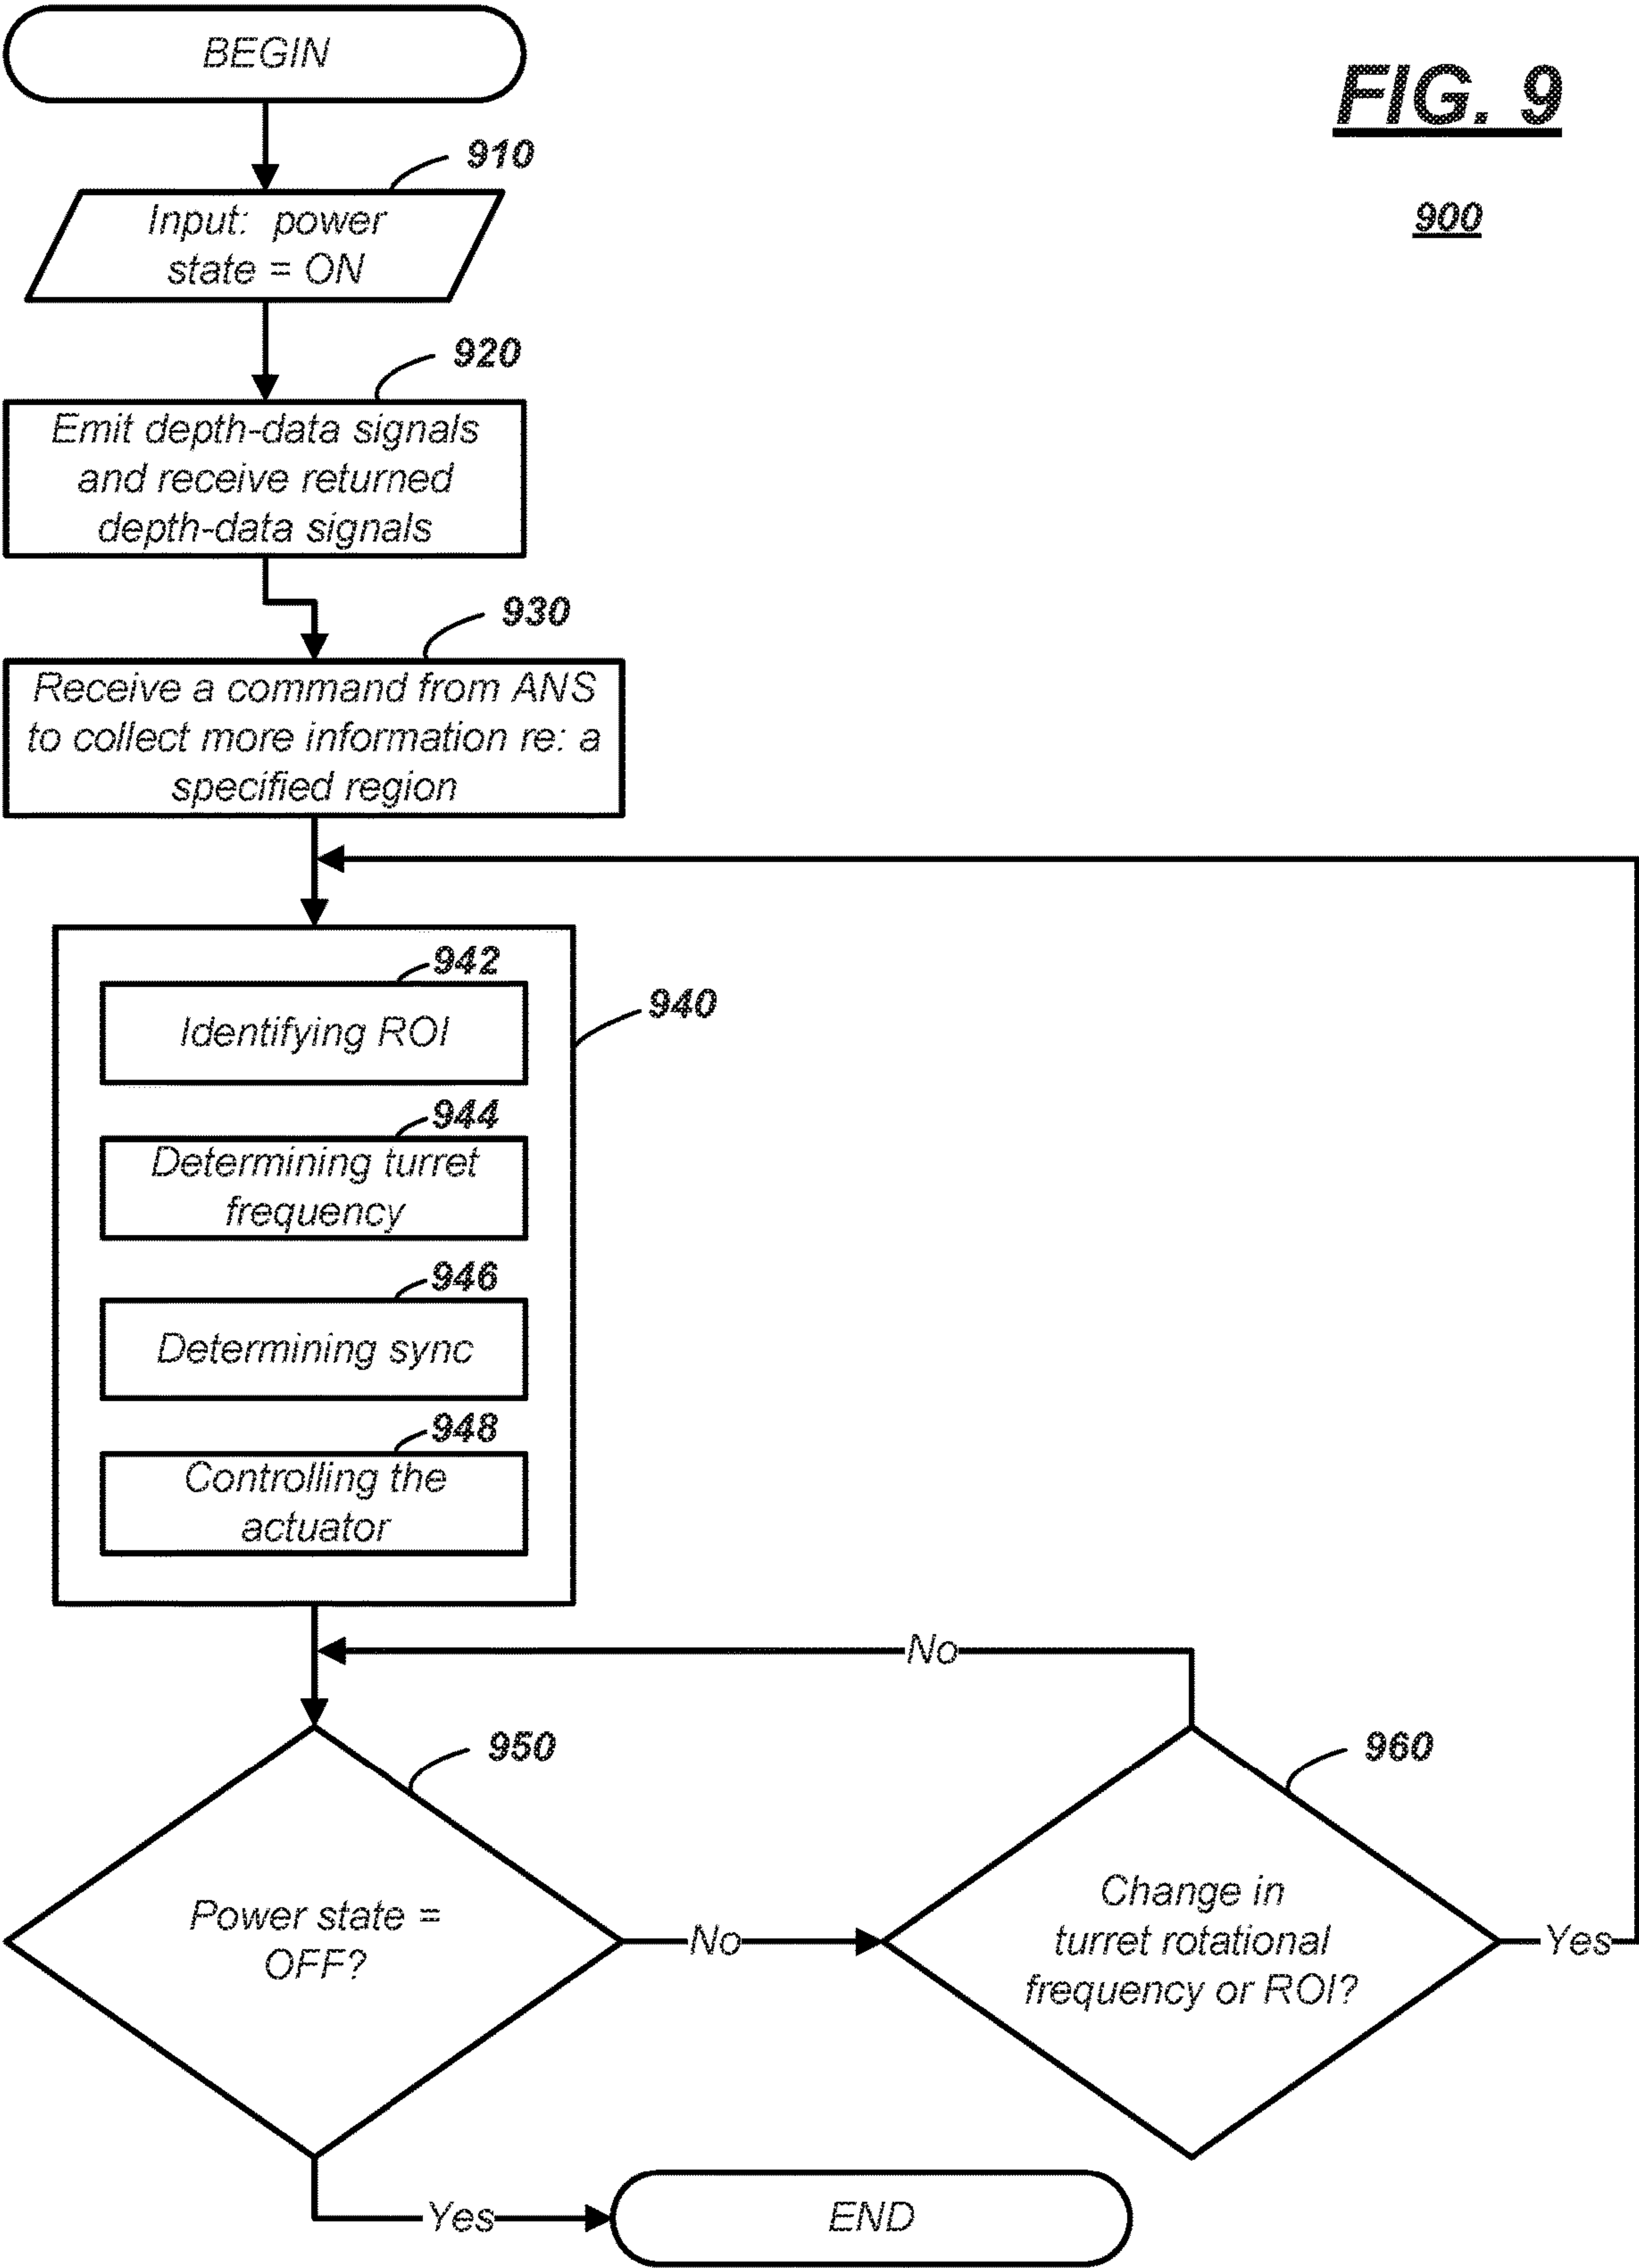 BEGIN
FIG. 9
900
910
Input: power
state = ON
920
Emit depth-data signals
and receive returned
depth-data signals
930
Receive a command from ANS
to collect more information re: a
specified region
940
942
Identifying ROI
944
Determining turret
frequency
946
Determining sync
948
Controlling the
actuator
No
950
Power state =
OFF?
No
960
Change in
turret rotational
frequency or ROI?
Yes
Yes
END